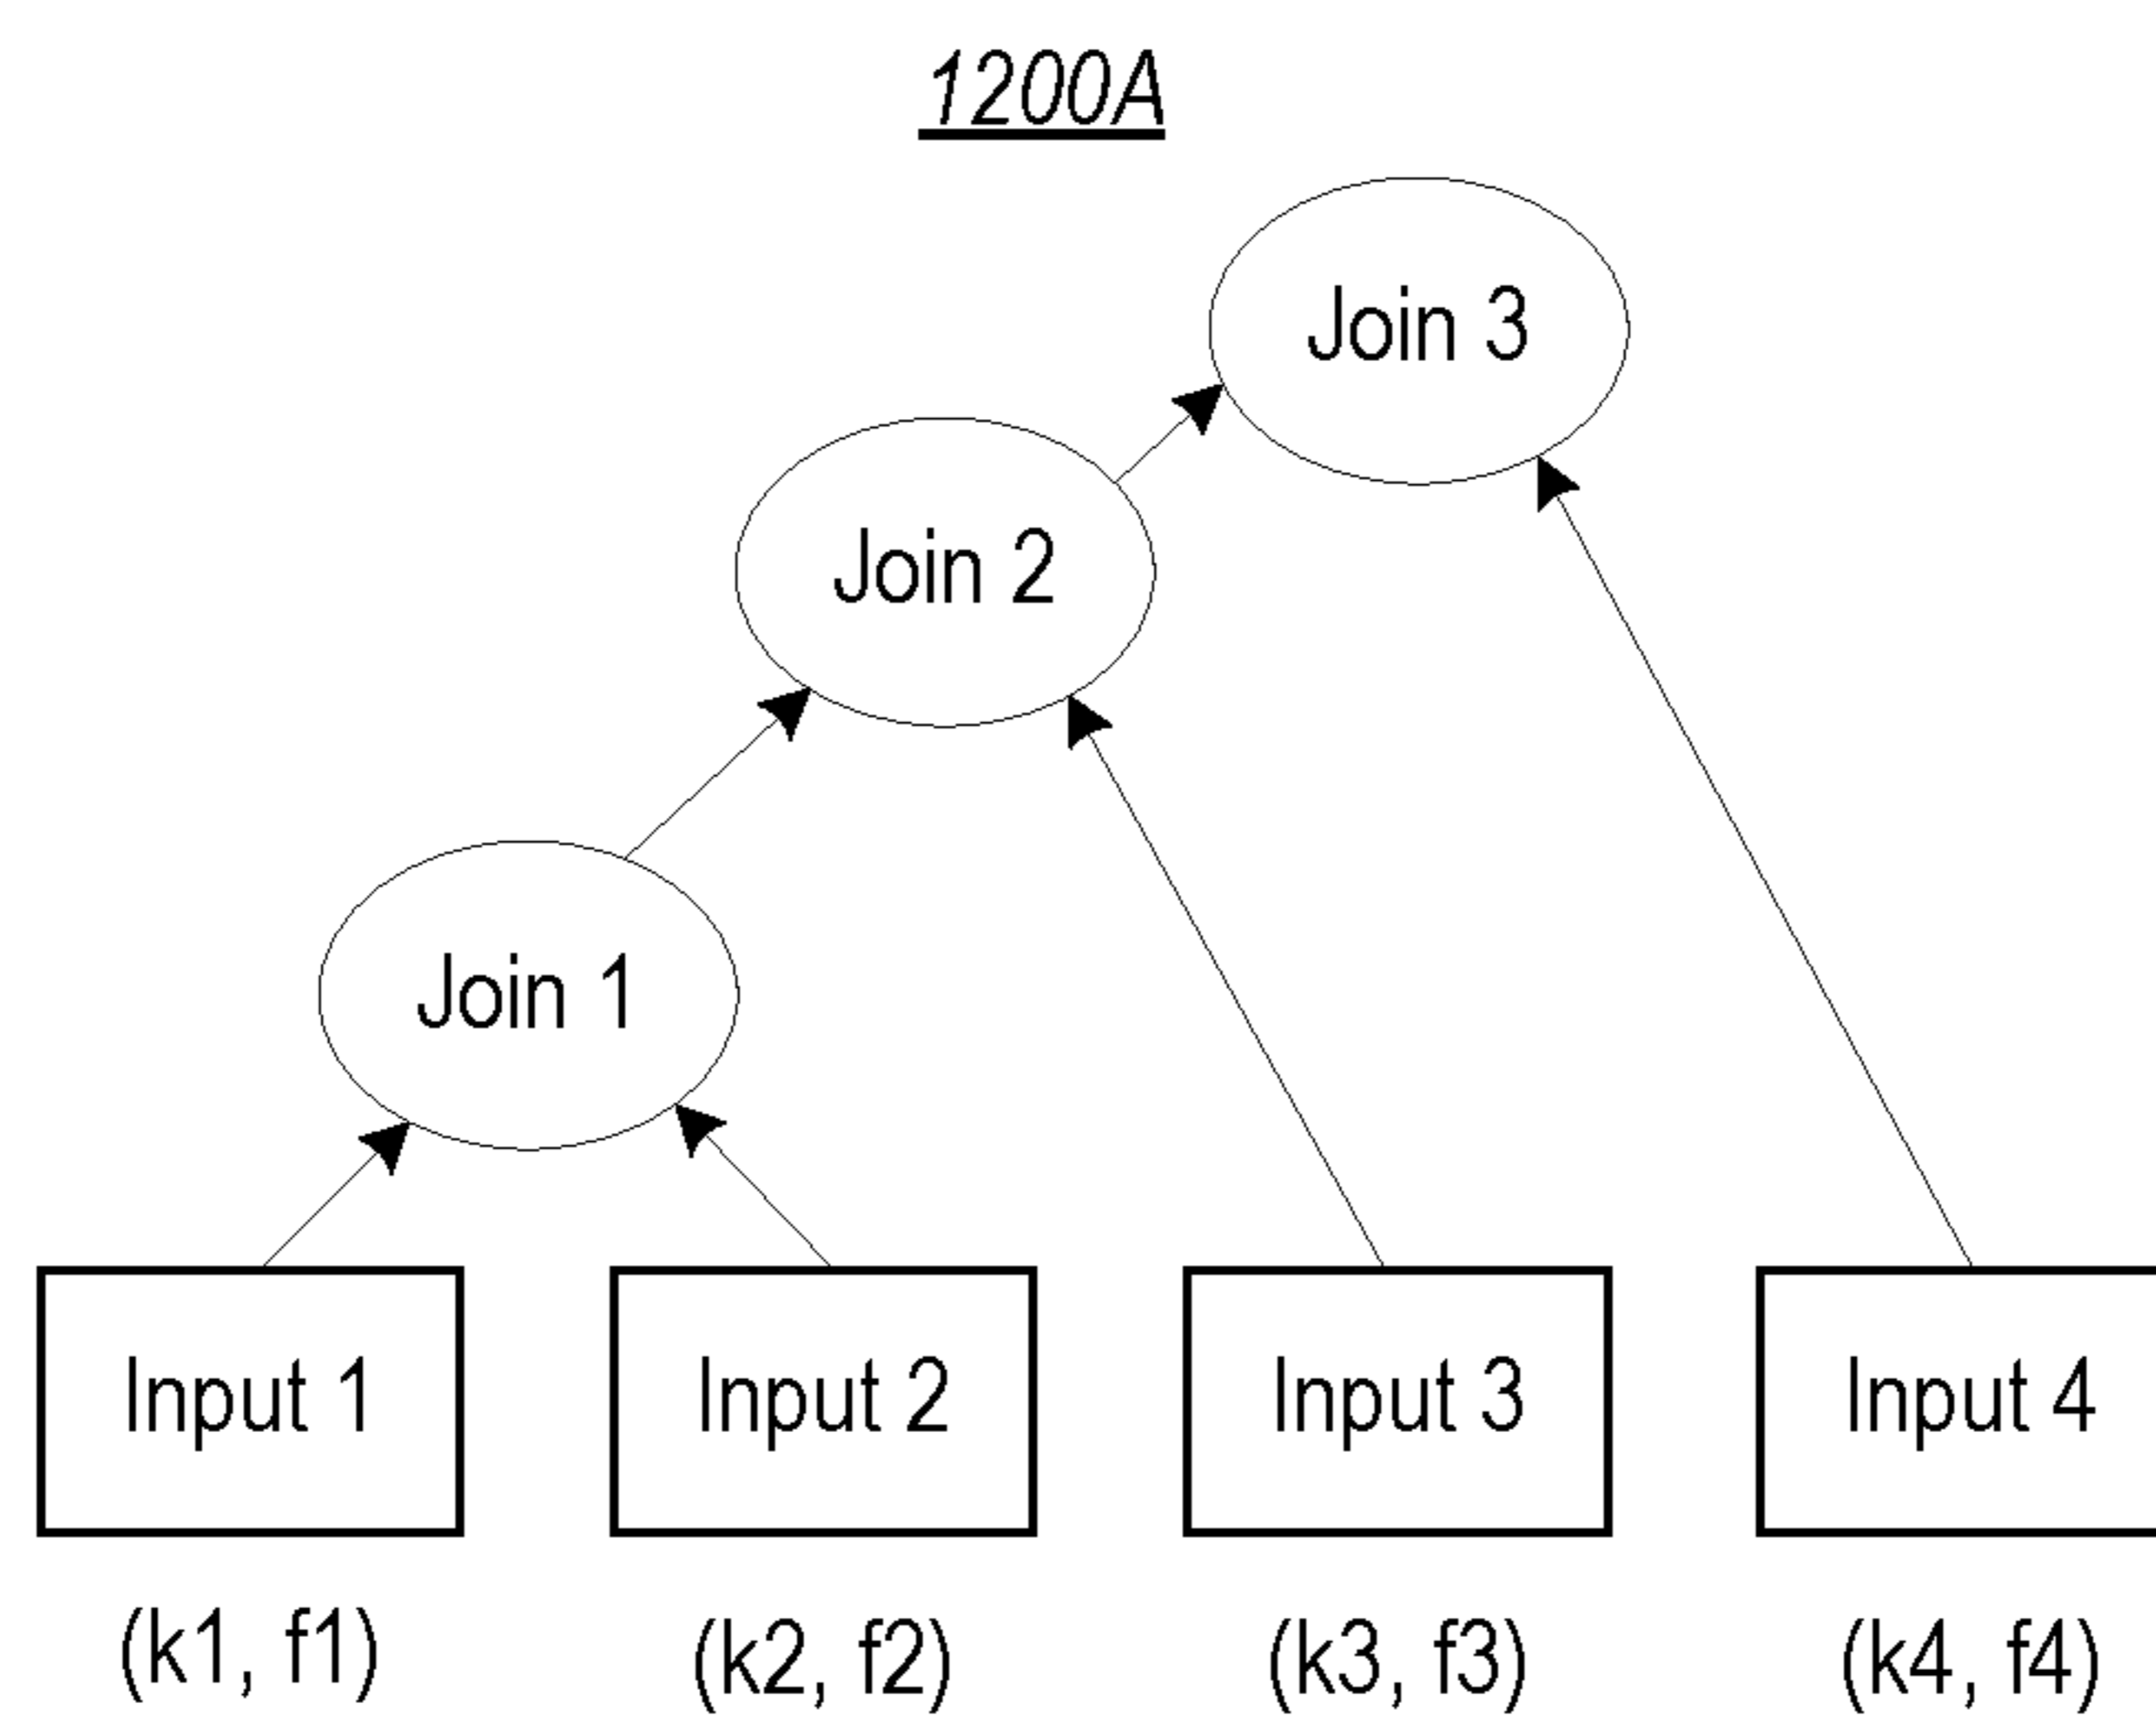 1200A
Join 3
Join 2
Join 1
Input 1
Input 2
Input 3
Input 4
(k1, f1)
(k2, f2)
(k3, f3)
(k4, f4)